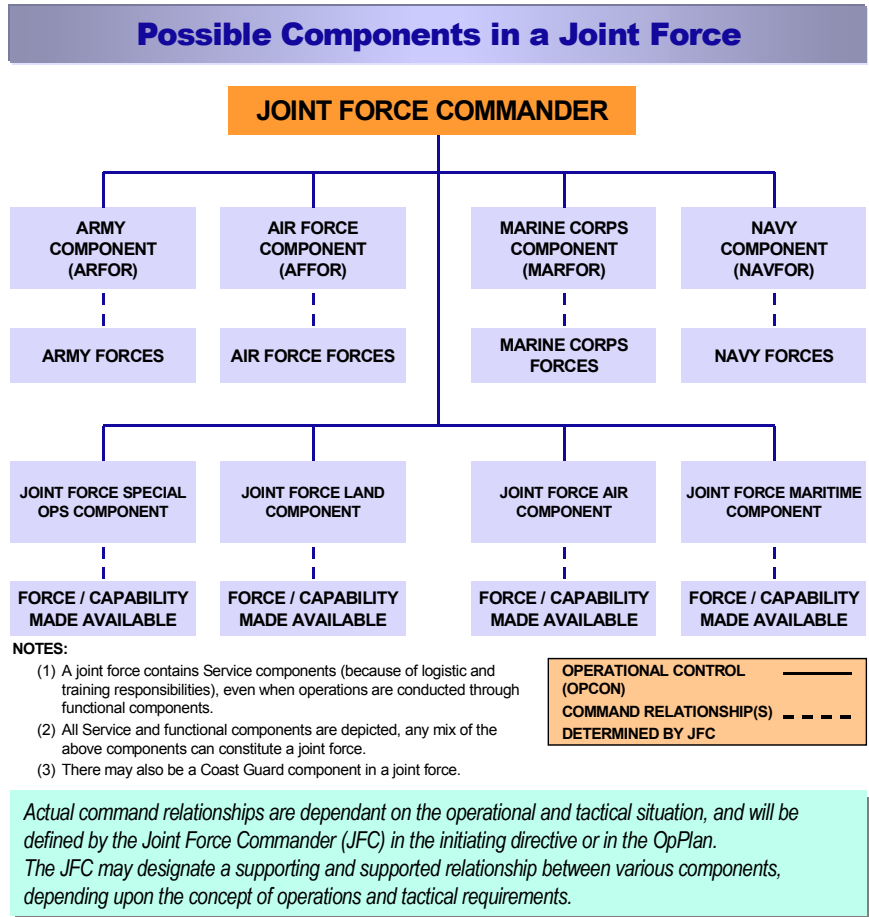 Possible Components in a Joint Force
JOINT FORCE COMMANDER
ARMY
COMPONENT
(ARFOR)
AIR FORCE
COMPONENT
(AFFOR)
MARINE CORPS
COMPONENT
(MARFOR)
NAVY
COMPONENT
(NAVFOR)
ARMY FORCES
AIR FORCE FORCES
MARINE CORPS
FORCES
NAVY FORCES
JOINT FORCE SPECIAL
OPS COMPONENT
JOINT FORCE LAND
COMPONENT
JOINT FORCE AIR
COMPONENT
JOINT FORCE MARITIME
COMPONENT
FORCE / CAPABILITY
MADE AVAILABLE
FORCE / CAPABILITY
MADE AVAILABLE
FORCE / CAPABILITY
MADE AVAILABLE
FORCE / CAPABILITY
MADE AVAILABLE
NOTES:
(1) A joint force contains Service components (because of logistic and
training responsibilities), even when operations are conducted through
functional components.
(2) All Service and functional components are depicted, any mix of the
above components can constitute a joint force.
(3) There may also be a Coast Guard component in a joint force.
OPERATIONAL CONTROL
(OPCON)
COMMAND RELATIONSHIP(S)
DETERMINED BY JFC
Actual command relationships are dependant on the operational and tactical situation, and will be
defined by the Joint Force Commander (JFC) in the initiating directive or in the OpPlan.
The JFC may designate a supporting and supported relationship between various components,
depending upon the concept of operations and tactical requirements.